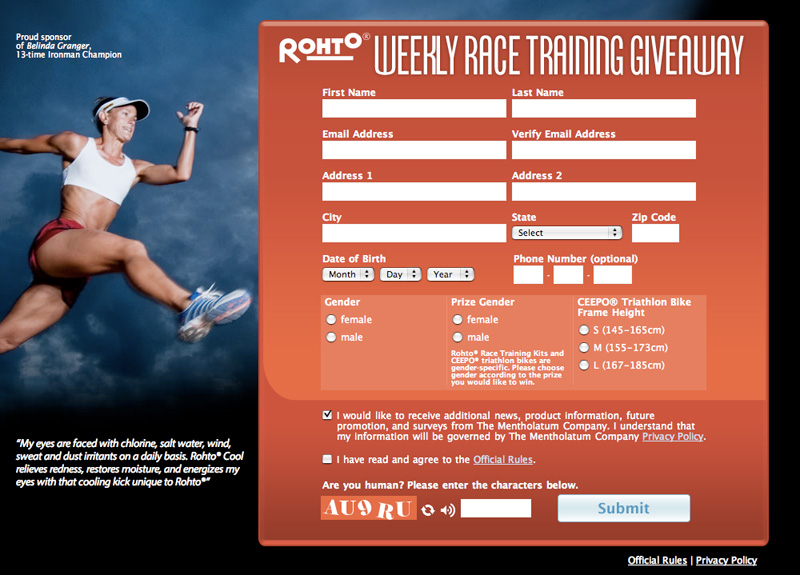 Proud sponsor
of Belinda Granger,
13-time Ironman Champion
ROHTO® WEEKLY RACE TRAINING GIVEAWAY
First Name Last Name
Email Address Verify Email Address
Address 1 Address 2
City State Zip Code
Select
Date of Birth Phone Number (optional)
Month Day Year - -
Gender Prize Gender CEEPO® Triathlon Bike
Frame Height
female female S (145-165cm)
male male M (155-173cm)
L (167-185cm)
Rohto® Race Training Kits and
CEEPO® triathlon bikes are
gender-specific. Please choose
gender according to the prize
you would like to win.
I would like to receive additional news, product information, future
promotion, and surveys from The Mentholatum Company. I understand that
my information will be governed by The Mentholatum Company Privacy Policy.
I have read and agree to the Official Rules.
Are you human? Please enter the characters below.
AU9RU Submit
"My eyes are faced with chlorine, salt water, wind,
sweat and dust irritants on a daily basis. Rohto® Cool
relieves redness, restores moisture, and energizes my
eyes with that cooling kick unique to Rohto®"
Official Rules | Privacy Policy